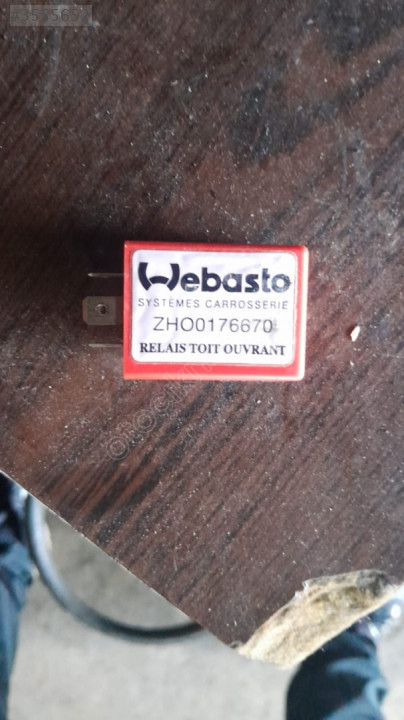 Webasto
SYSTÈMES CARROSSERIE
ZHO0176670
RELAIS TOIT OUVRANT